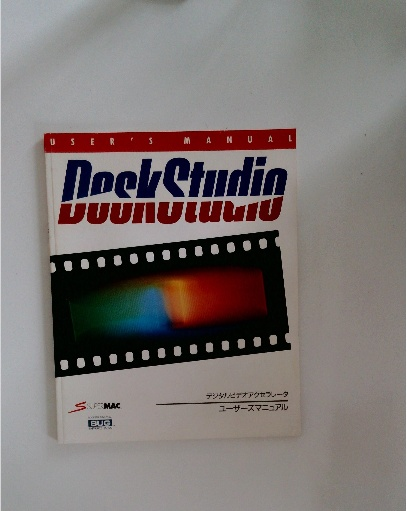 USER'S MANUAL
DeskStudio
SUPERMAC
BUG
デジタルビデオアクセラレータ
ユーザーズマニュアル